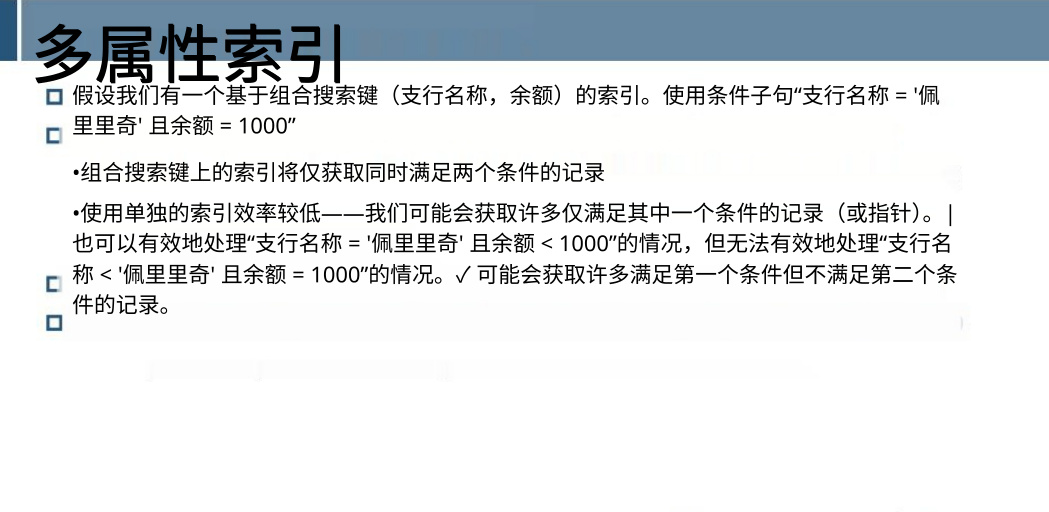 多属性索引
假设我们有一个基于组合搜索键（支行名称，余额）的索引。使用条件子句“支行名称 = '佩
里里奇' 且余额 = 1000”
•组合搜索键上的索引将仅获取同时满足两个条件的记录
•使用单独的索引效率较低——我们可能会获取许多仅满足其中一个条件的记录（或指针）。|
也可以有效地处理“支行名称 = '佩里里奇' 且余额 < 1000”的情况，但无法有效地处理“支行名
称 < '佩里里奇' 且余额 = 1000”的情况。✓ 可能会获取许多满足第一个条件但不满足第二个条
件的记录。